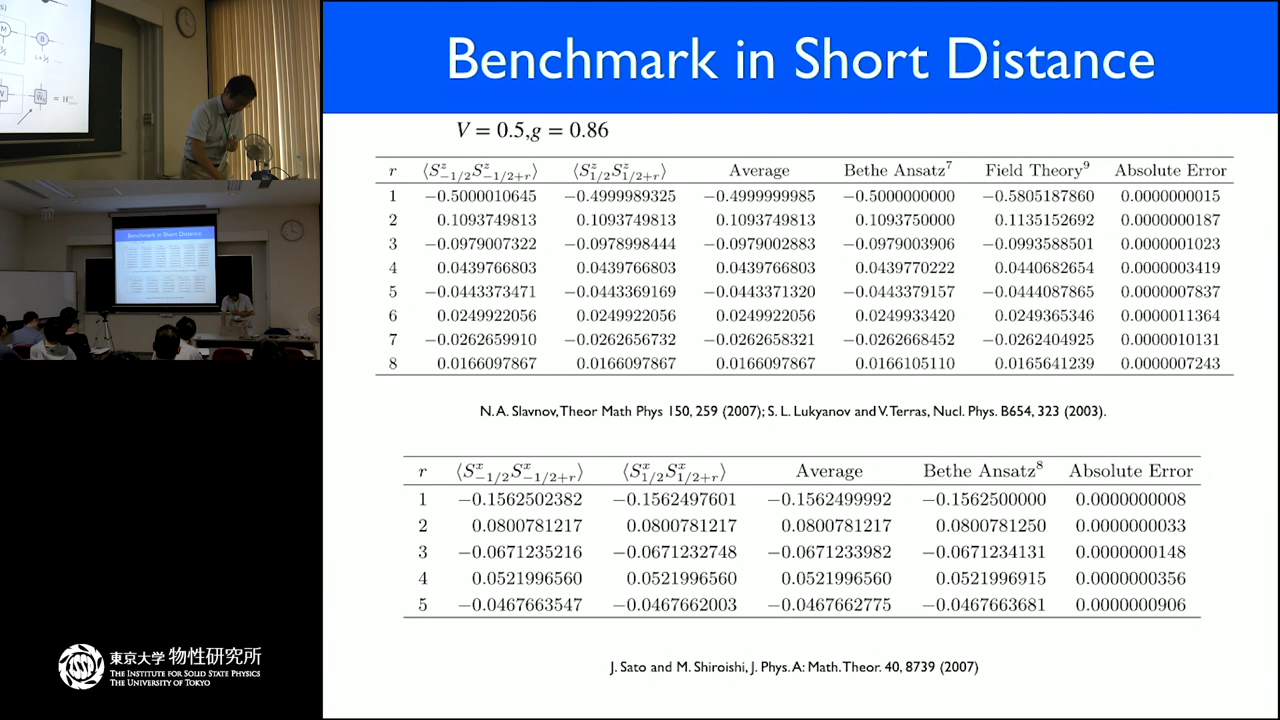 Benchmark in Short Distance
V = 0.5, g = 0.86
r ⟨S^z_{-1/2}S^z_{-1/2+r}⟩ ⟨S^z_{1/2}S^z_{1/2+r}⟩ Average Bethe Ansatz^7 Field Theory^9 Absolute Error
1 −0.5000010645 −0.4999989325 −0.4999999985 −0.5000000000 −0.5805187860 0.0000000015
2 0.1093749813 0.1093749813 0.1093749813 0.1093750000 0.1135152692 0.0000000187
3 −0.0979007322 −0.0978998444 −0.0979002883 −0.0979003906 −0.0993588501 0.0000001023
4 0.0439766803 0.0439766803 0.0439766803 0.0439770222 0.0440682654 0.0000003419
5 −0.0443373471 −0.0443369169 −0.0443371320 −0.0443379157 −0.0444087865 0.0000007837
6 0.0249922056 0.0249922056 0.0249922056 0.0249933420 0.0249365346 0.0000011364
7 −0.0262659910 −0.0262656732 −0.0262658321 −0.0262668452 −0.0262404925 0.0000010131
8 0.0166097867 0.0166097867 0.0166097867 0.0166105110 0.0165641239 0.0000007243
N. A. Slavnov, Theor Math Phys 150, 259 (2007); S. L. Lukyanov and V. Terras, Nucl. Phys. B654, 323 (2003).
r ⟨S^x_{-1/2}S^x_{-1/2+r}⟩ ⟨S^x_{1/2}S^x_{1/2+r}⟩ Average Bethe Ansatz^8 Absolute Error
1 −0.1562502382 −0.1562497601 −0.1562499992 −0.1562500000 0.0000000008
2 0.0800781217 0.0800781217 0.0800781217 0.0800781250 0.0000000033
3 −0.0671235216 −0.0671232748 −0.0671233982 −0.0671234131 0.0000000148
4 0.0521996560 0.0521996560 0.0521996560 0.0521996915 0.0000000356
5 −0.0467663547 −0.0467662003 −0.0467662775 −0.0467663681 0.0000000906
J. Sato and M. Shiroishi, J. Phys. A: Math. Theor. 40, 8739 (2007)
Benchmark in Short Distance
東京大学 物性研究所
THE INSTITUTE FOR SOLID STATE PHYSICS
THE UNIVERSITY OF TOKYO